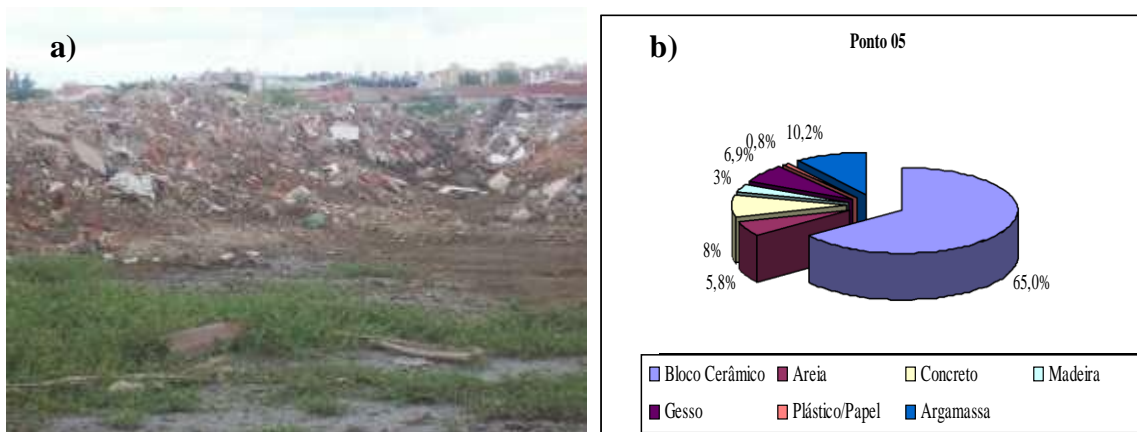 a)
b)
Ponto 05
10,2%
0,8%
6,9%
3%
8%
5,8%
65,0%
Bloco Cerâmico Areia Concreto Madeira
Gesso Plástico/Papel Argamassa